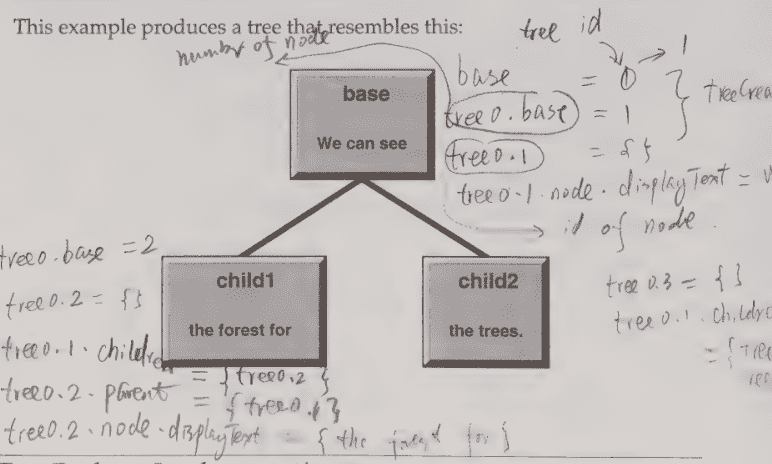 This example produces a tree that resembles this:
number of node
tree id
base = 0 → 1
tree0.base = 1
tree0.1 = {}
tree0.1.node.displayText =
id of node.
base
We can see
tree0.base = 2
tree0.2 = {}
tree0.1.children = {tree0.2}
tree0.2.parent = {tree0.1}
tree0.2.node.displayText = { the forest for }
child1
the forest for
child2
the trees.
tree0.3 = { }
tree0.1.